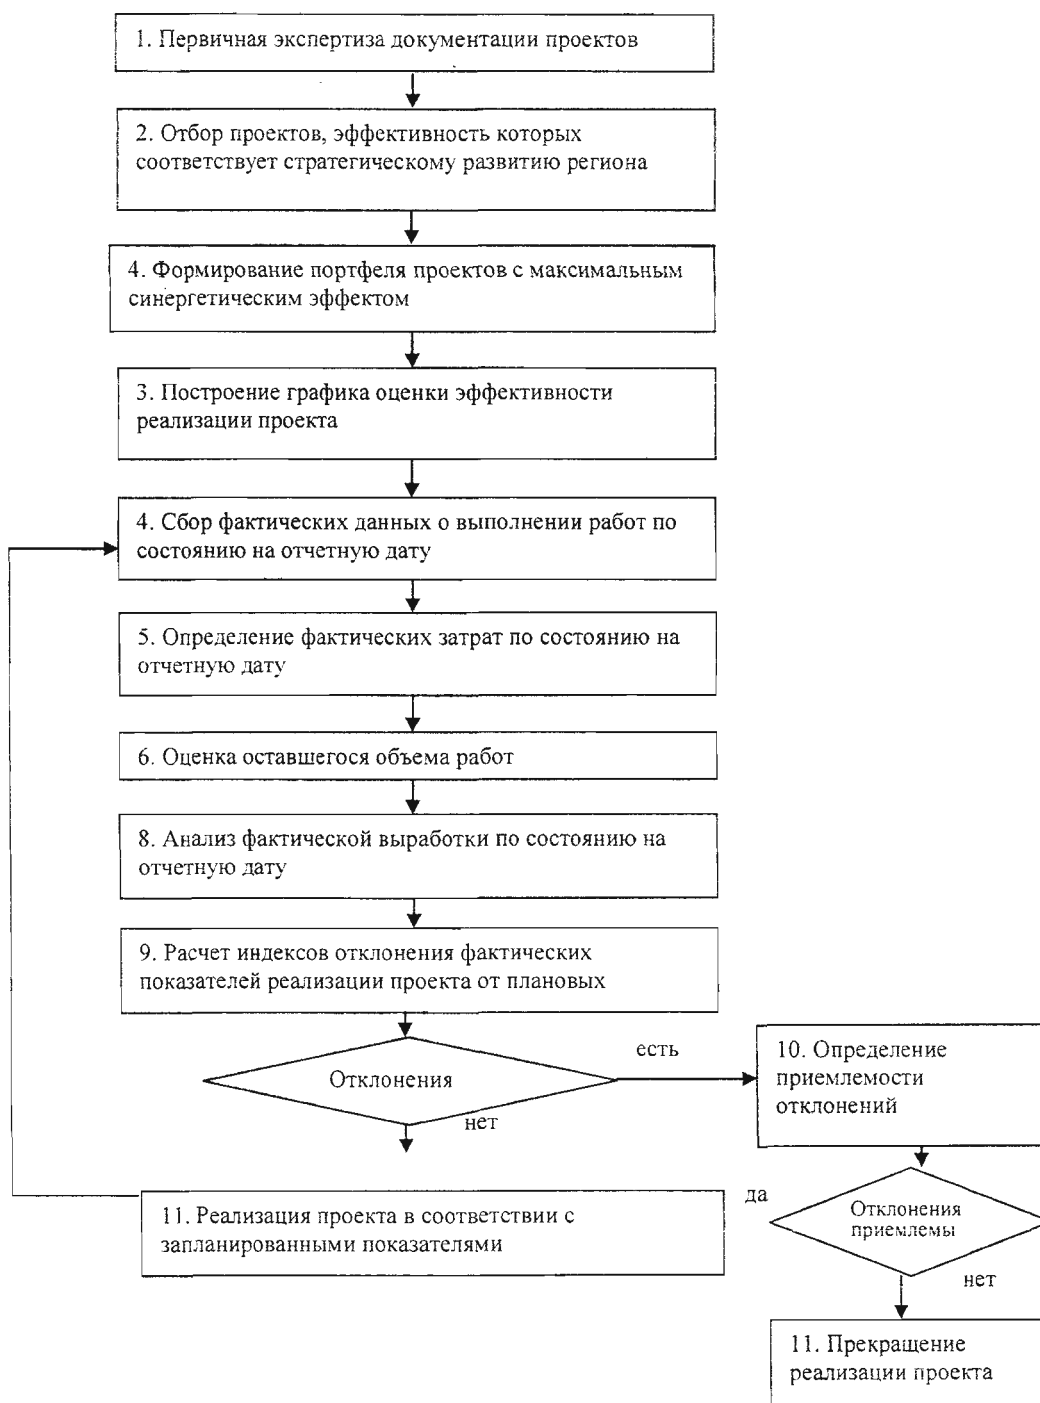 1. Первичная экспертиза документации проектов
2. Отбор проектов, эффективность которых
соответствует стратегическому развитию региона
4. Формирование портфеля проектов с максимальным
синергетическим эффектом
3. Построение графика оценки эффективности
реализации проекта
4. Сбор фактических данных о выполнении работ по
состоянию на отчетную дату
5. Определение фактических затрат по состоянию на
отчетную дату
6. Оценка оставшегося объема работ
8. Анализ фактической выработки по состоянию на
отчетную дату
9. Расчет индексов отклонения фактических
показателей реализации проекта от плановых
Отклонения
есть
нет
10. Определение
приемлемости
отклонений
да
Отклонения
приемлемы
нет
11. Реализация проекта в соответствии с
запланированными показателями
11. Прекращение
реализации проекта